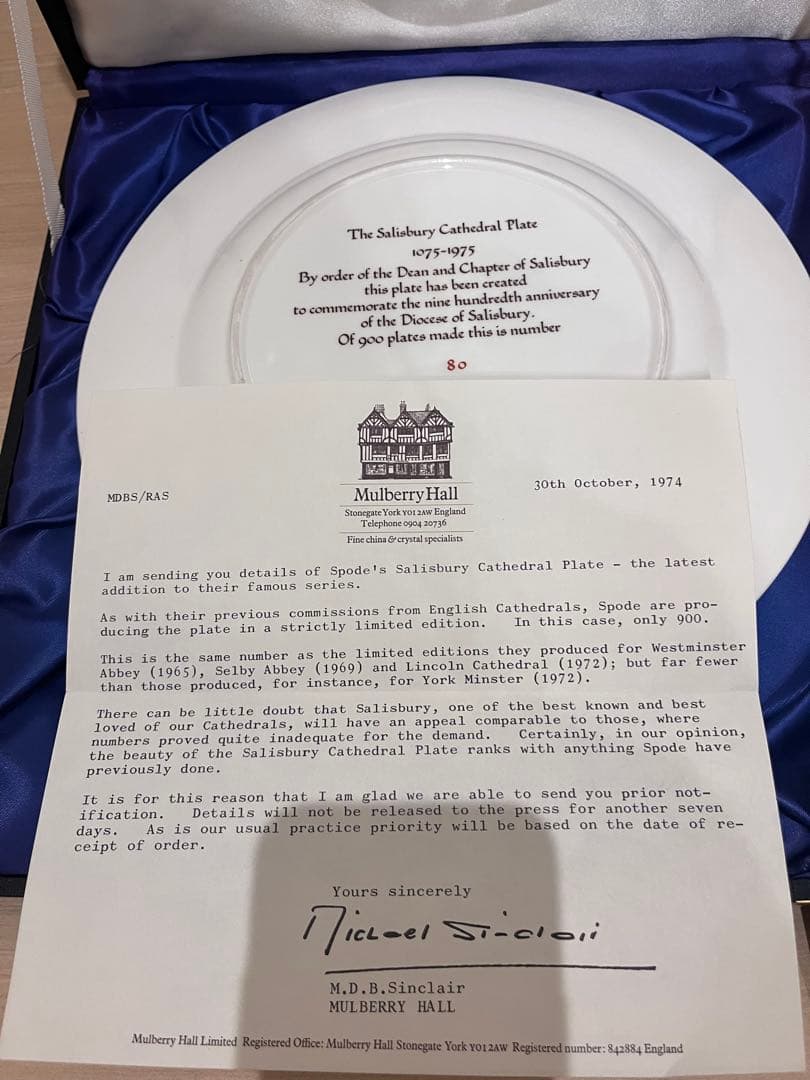 The Salisbury Cathedral Plate
1075-1975
By order of the Dean and Chapter of Salisbury
this plate has been created
to commemorate the nine hundredth anniversary
of the Diocese of Salisbury.
Of 900 plates made this is number
80
MulberryHall
Stonegate York YO1 2AW England
Telephone 0904 20736
Fine china & crystal specialists
MDBS/RAS
30th October, 1974
I am sending you details of Spode's Salisbury Cathedral Plate - the latest
addition to their famous series.
As with their previous commissions from English Cathedrals, Spode are pro-
ducing the plate in a strictly limited edition. In this case, only 900.
This is the same number as the limited editions they produced for Westminster
Abbey (1965), Selby Abbey (1969) and Lincoln Cathedral (1972); but far fewer
than those produced, for instance, for York Minster (1972).
There can be little doubt that Salisbury, one of the best known and best
loved of our Cathedrals, will have an appeal comparable to those, where
numbers proved quite inadequate for the demand. Certainly, in our opinion,
the beauty of the Salisbury Cathedral Plate ranks with anything Spode have
previously done.
It is for this reason that I am glad we are able to send you prior not-
ification. Details will not be released to the press for another seven
days. As is our usual practice priority will be based on the date of re-
ceipt of order.
Yours sincerely
Michael Sinclair
M.D.B.Sinclair
MULBERRY HALL
Mulberry Hall Limited Registered Office: Mulberry Hall Stonegate York YO1 2AW Registered number: 842884 England